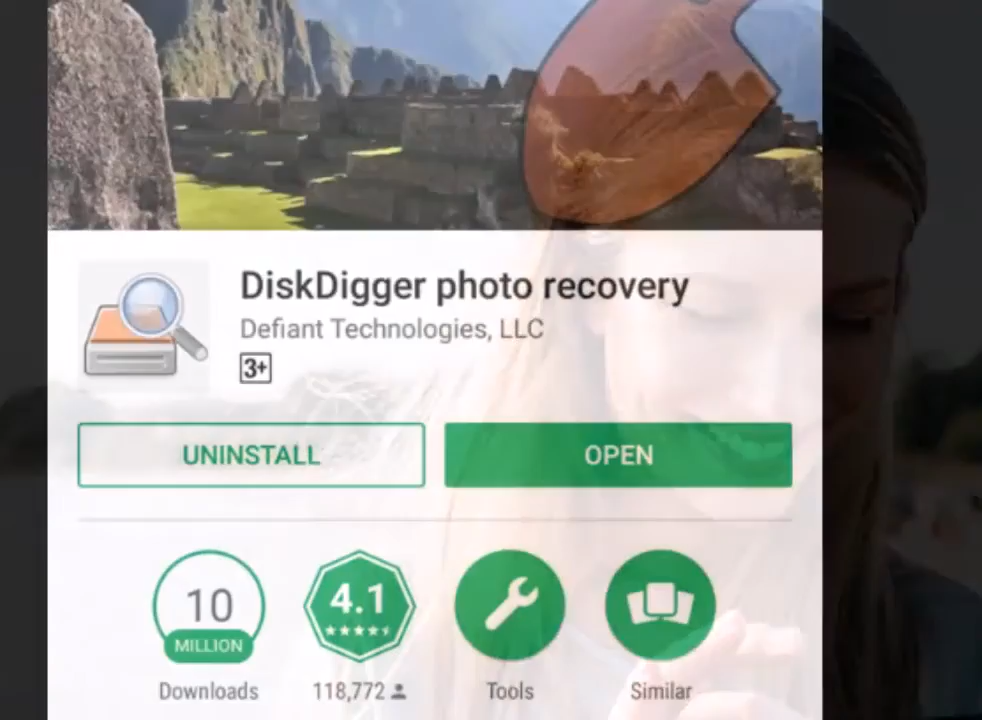 DiskDigger photo recovery
Defiant Technologies, LLC
3+
UNINSTALL
OPEN
10
MILLION
4.1
Downloads
118,772
Tools
Similar